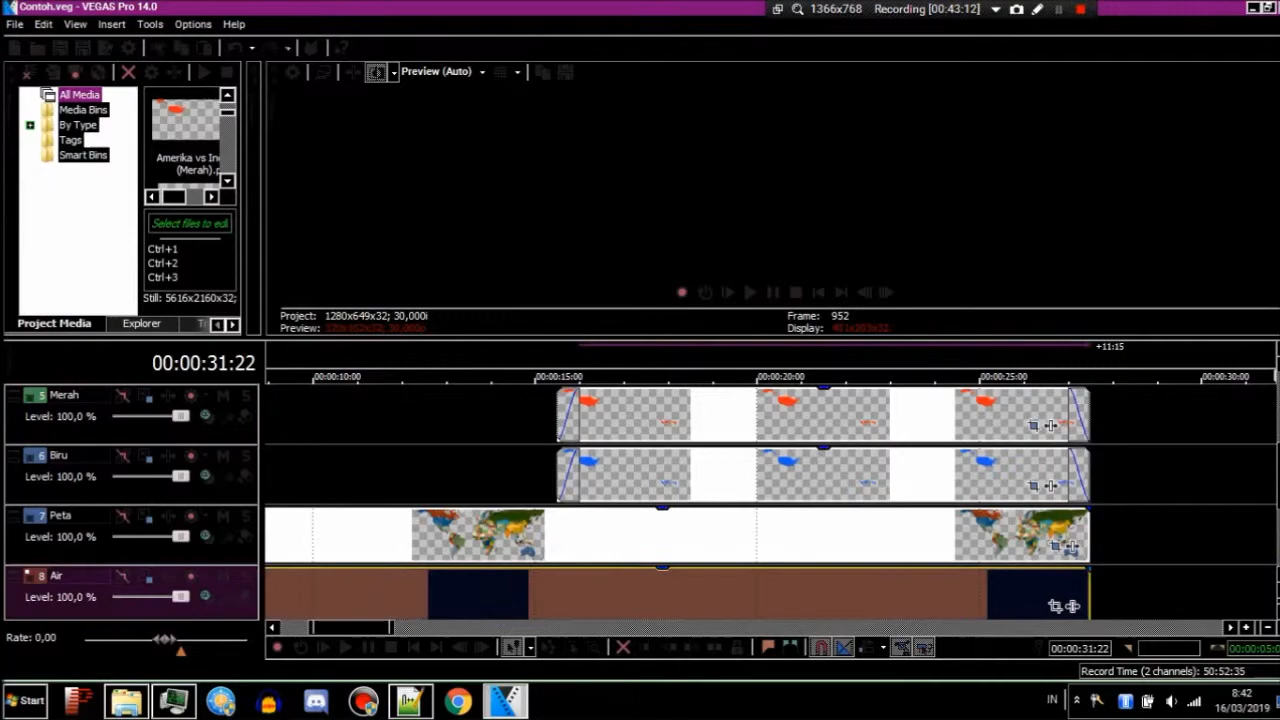 Contoh.veg - VEGAS Pro 14.0
1366x768 Recording [00:43:12]
File Edit View Insert Tools Options Help
Preview (Auto)
All Media
Media Bins
By Type
Tags
Smart Bins
Amerika vs In
(Merah).p
Select files to edi
Ctrl+1
Ctrl+2
Ctrl+3
Still: 5616x2160x32;
Project Media Explorer
Project: 1280x649x32; 30,000i
Frame: 952
Preview:
Display:
00:00:31:22
+11:15
00:00:10:00 00:00:15:00 00:00:20:00 00:00:25:00 00:00:30:00
5 Merah M S
Level: 100,0 %
6 Biru M S
Level: 100,0 %
7 Peta M S
Level: 100,0 %
8 Air M S
Level: 100,0 %
Rate: 0,00
00:00:31:22
Record Time (2 channels): 50:52:35
Start
IN
8:42
16/03/2019